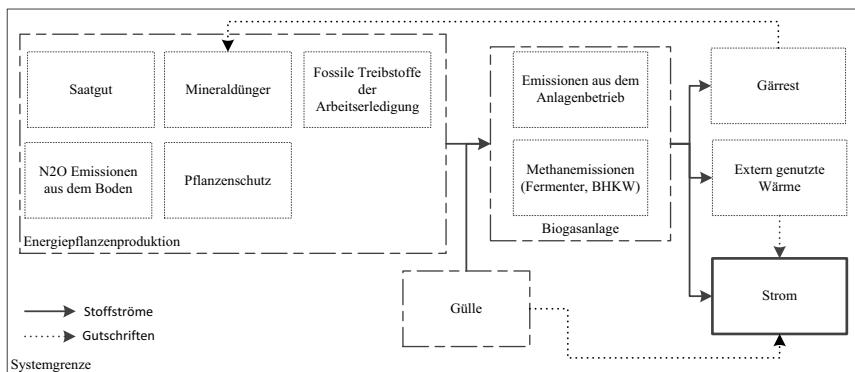 Saatgut
Mineraldünger
Fossile Treibstoffe
der
Arbeitserledigung
N2O Emissionen
aus dem Boden
Pflanzenschutz
Energiepflanzenproduktion
Emissionen aus dem
Anlagenbetrieb
Methanemissionen
(Fermenter, BHKW)
Biogasanlage
Gärrest
Extern genutzte
Wärme
Strom
Gülle
Stoffströme
Gutschriften
Systemgrenze